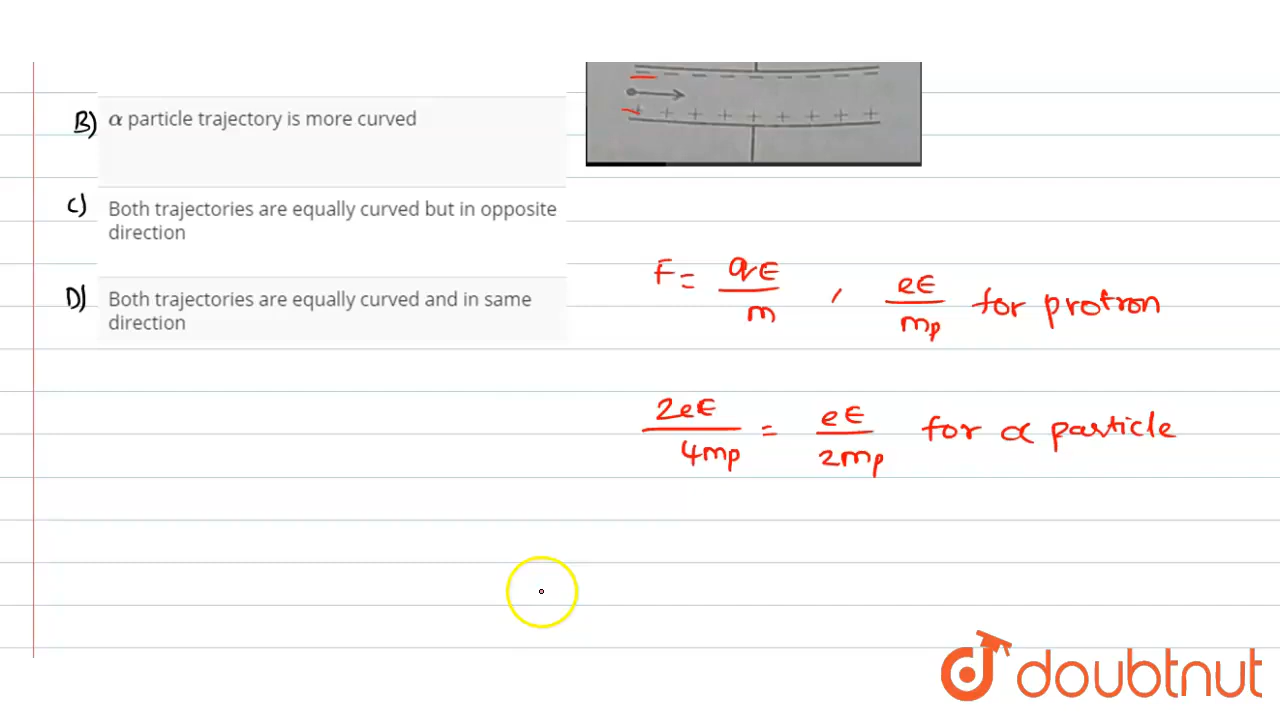 B) α particle trajectory is more curved
C) Both trajectories are equally curved but in opposite
direction
D) Both trajectories are equally curved and in same
direction
F = qE / m , eE / mp for protron
2eE / 4mp = eE / 2mp for α particle
doubtnut